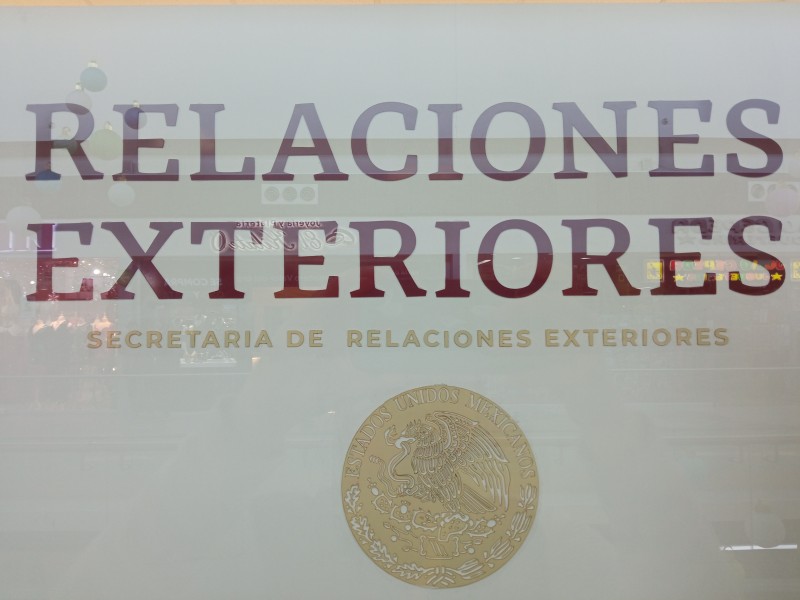 RELACIONES
EXTERIORES
SECRETARIA DE RELACIONES EXTERIORES
ESTADOS UNIDOS MEXICANOS